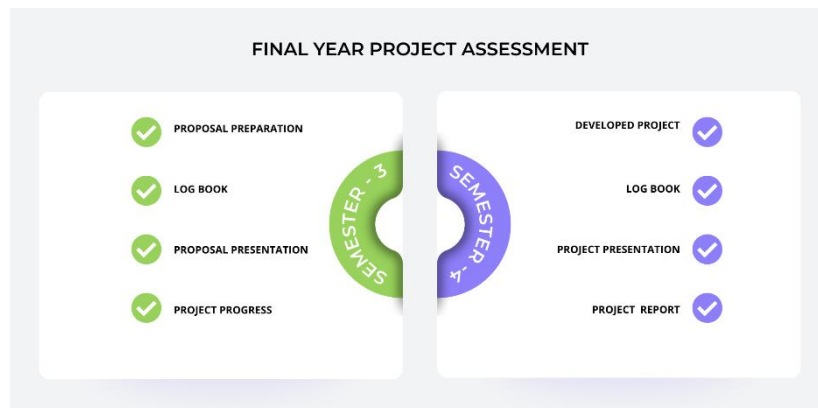 FINAL YEAR PROJECT ASSESSMENT
PROPOSAL PREPARATION
LOG BOOK
PROPOSAL PRESENTATION
PROJECT PROGRESS
SEMESTER - 3
SEMESTER - 4
DEVELOPED PROJECT
LOG BOOK
PROJECT PRESENTATION
PROJECT REPORT